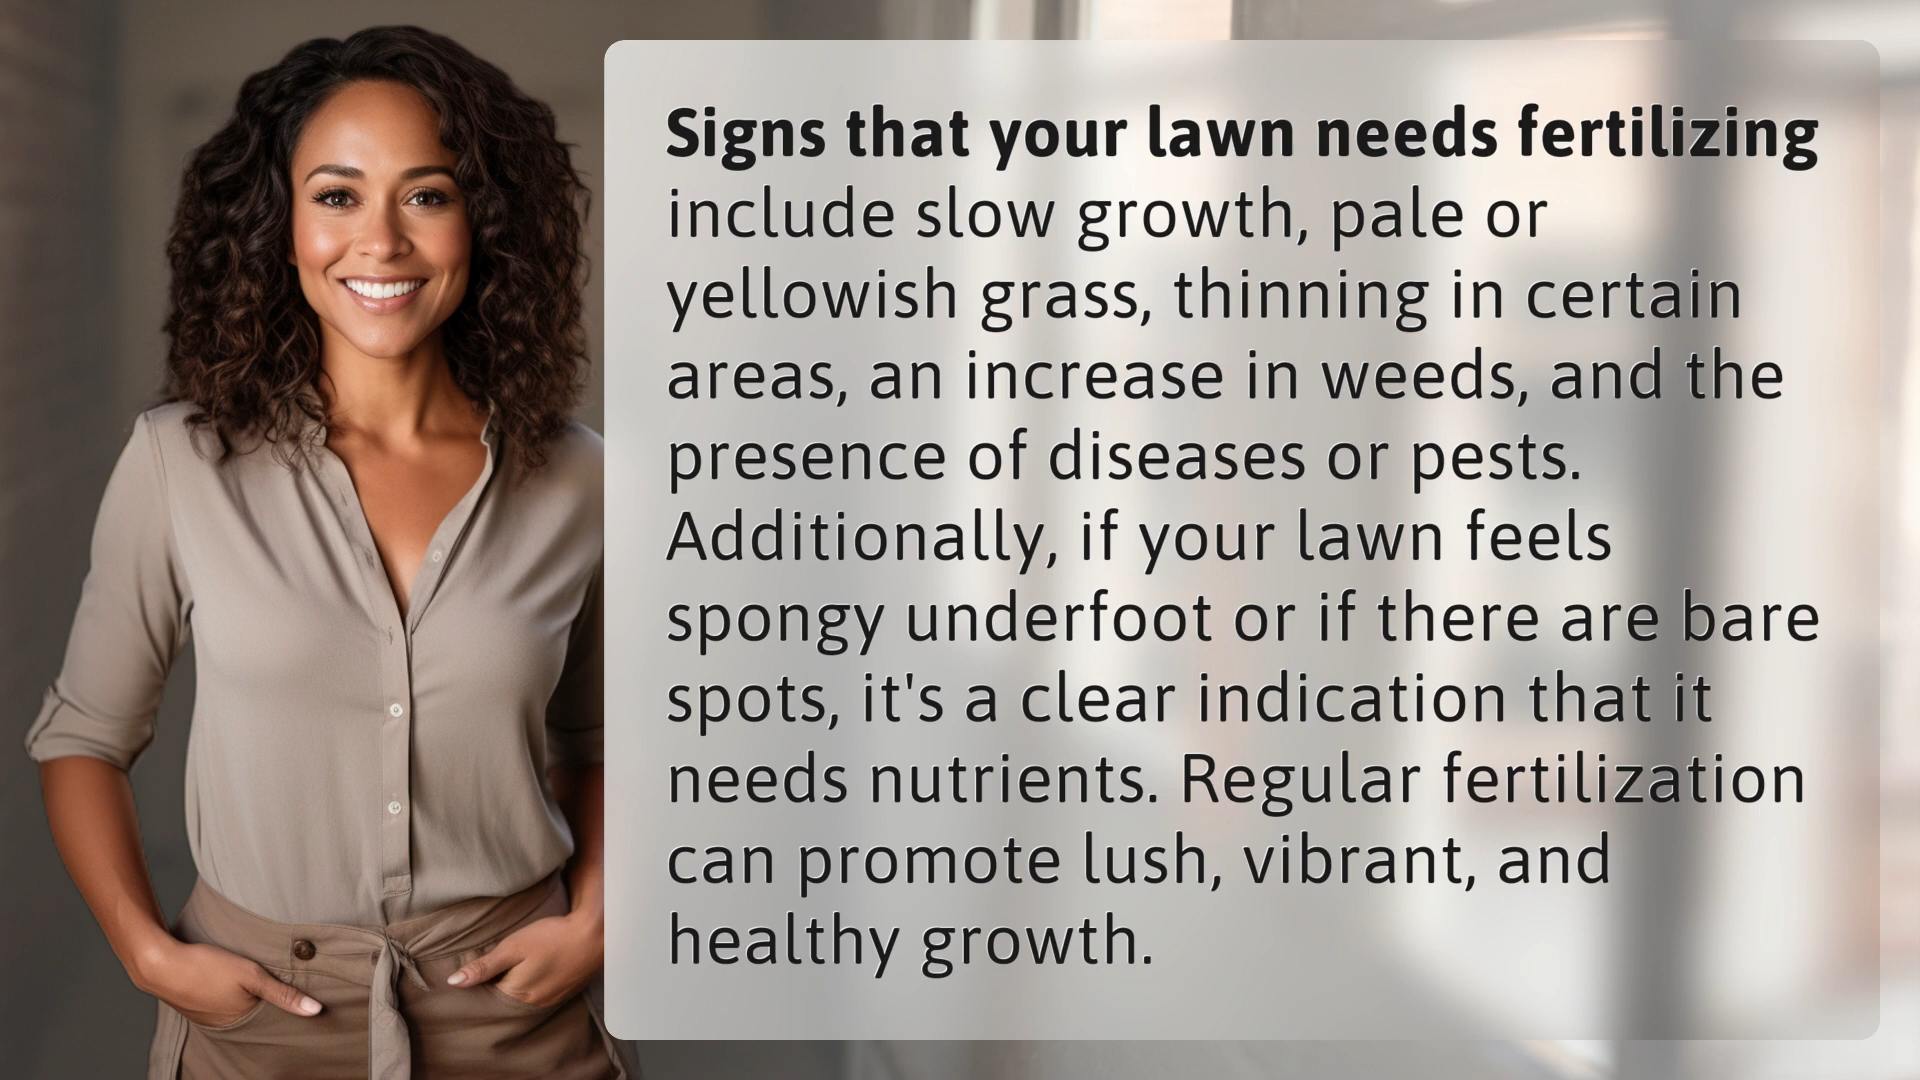 Signs that your lawn needs fertilizing
include slow growth, pale or
yellowish grass, thinning in certain
areas, an increase in weeds, and the
presence of diseases or pests.
Additionally, if your lawn feels
spongy underfoot or if there are bare
spots, it's a clear indication that it
needs nutrients. Regular fertilization
can promote lush, vibrant, and
healthy growth.